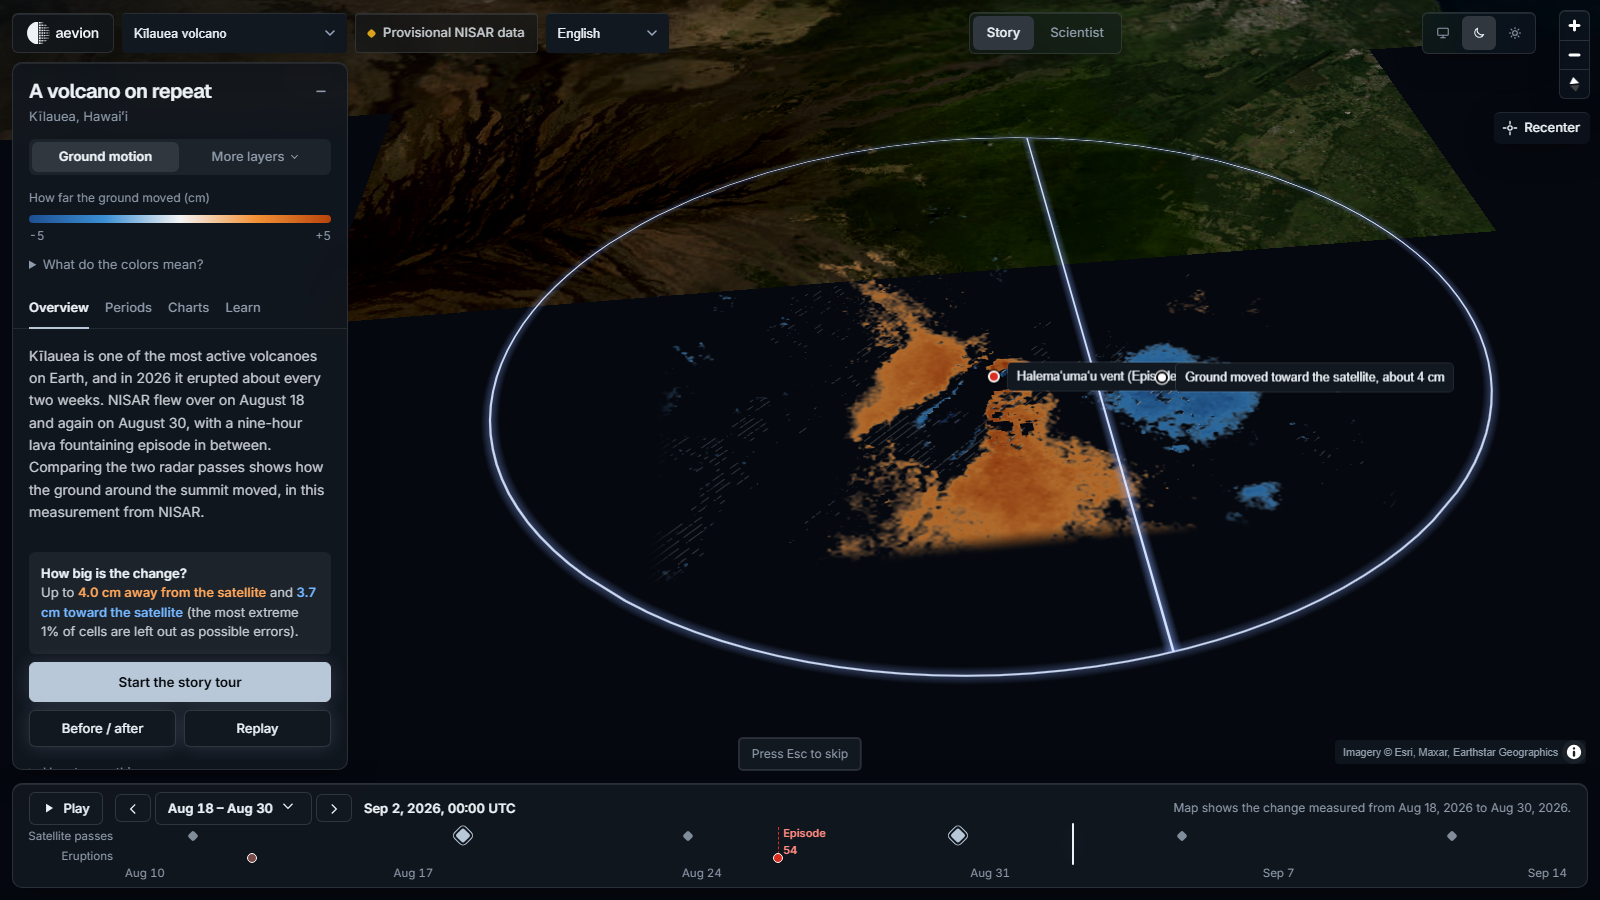 aevion
Kīlauea volcano
Provisional NISAR data
English
Story
Scientist
Recenter
A volcano on repeat
Kīlauea, Hawaiʻi
Ground motion
More layers
How far the ground moved (cm)
-5
+5
What do the colors mean?
Overview
Periods
Charts
Learn
Kīlauea is one of the most active volcanoes
on Earth, and in 2026 it erupted about every
two weeks. NISAR flew over on August 18
and again on August 30, with a nine-hour
lava fountaining episode in between.
Comparing the two radar passes shows how
the ground around the summit moved, in this
measurement from NISAR.
How big is the change?
Up to 4.0 cm away from the satellite and 3.7
cm toward the satellite (the most extreme
1% of cells are left out as possible errors).
Start the story tour
Before / after
Replay
Halemaʻumaʻu vent
Ground moved toward the satellite, about 4 cm
Press Esc to skip
Imagery © Esri, Maxar, Earthstar Geographics
Play
Aug 18 – Aug 30
Sep 2, 2026, 00:00 UTC
Map shows the change measured from Aug 18, 2026 to Aug 30, 2026.
Satellite passes
Eruptions
Episode
54
Aug 10
Aug 17
Aug 24
Aug 31
Sep 7
Sep 14